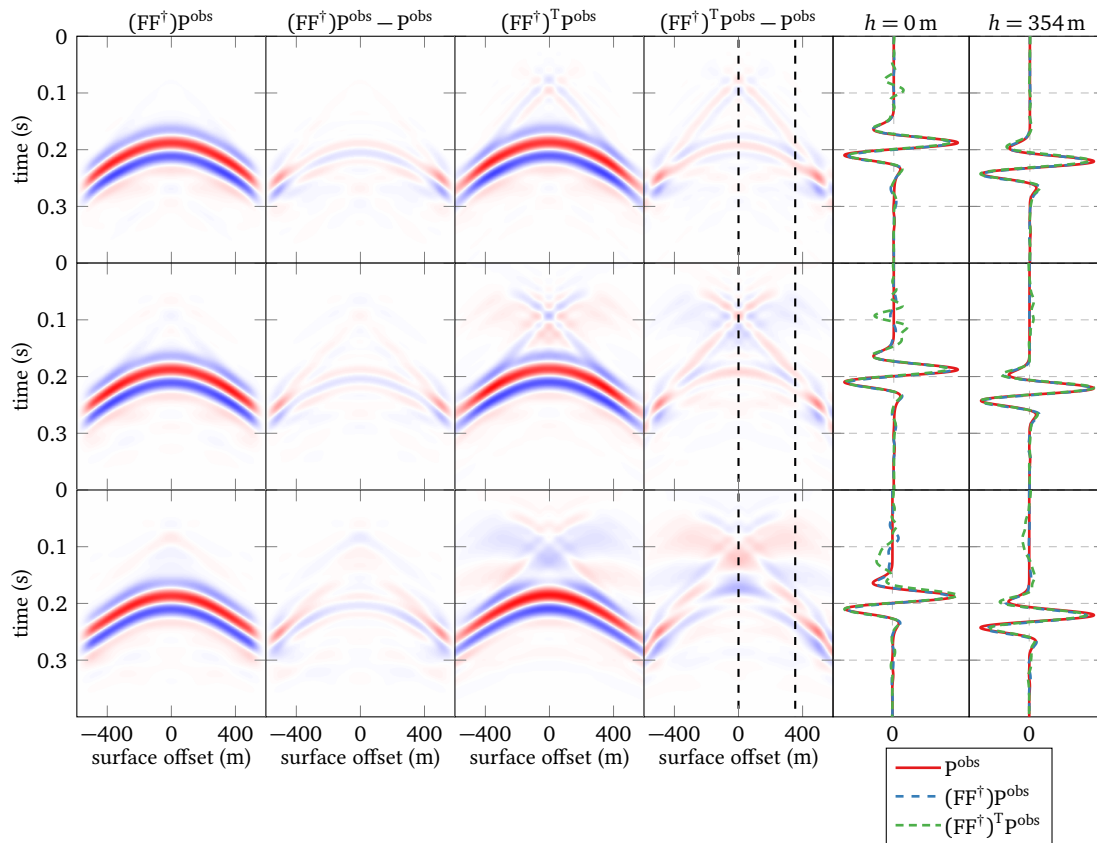 (FF†)Pᵒᵇˢ (FF†)Pᵒᵇˢ − Pᵒᵇˢ (FF†)ᵀPᵒᵇˢ (FF†)ᵀPᵒᵇˢ − Pᵒᵇˢ h = 0 m h = 354 m
0
0.1
0.2
0.3
time (s)
0
0.1
0.2
0.3
time (s)
0
0.1
0.2
0.3
time (s)
−400 0 400 −400 0 400 −400 0 400 −400 0 400 0 0
surface offset (m) surface offset (m) surface offset (m) surface offset (m)
Pᵒᵇˢ
(FF†)Pᵒᵇˢ
(FF†)ᵀPᵒᵇˢ